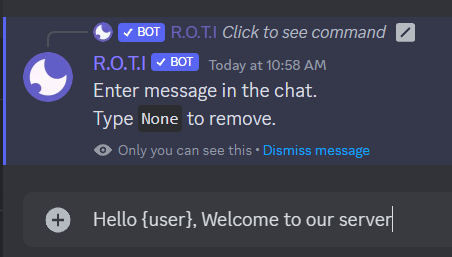 ✓ BOT R.O.T.I Click to see command
R.O.T.I ✓ BOT Today at 10:58 AM
Enter message in the chat.
Type None to remove.
Only you can see this • Dismiss message
Hello {user}, Welcome to our server